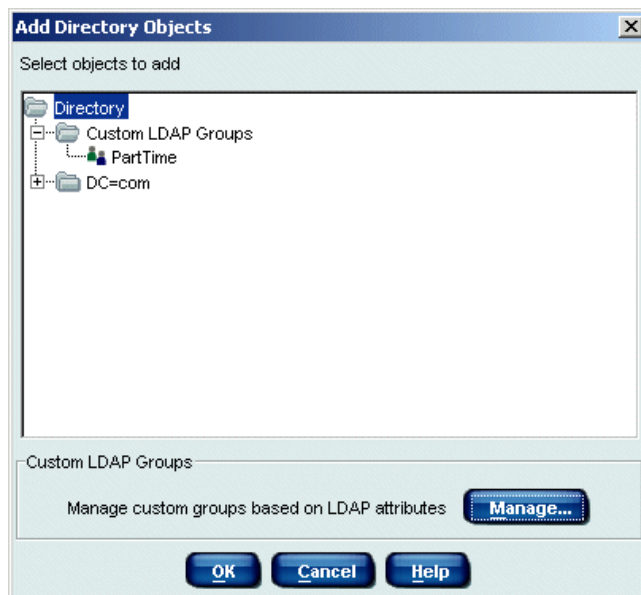 Add Directory Objects
Select objects to add
Directory
Custom LDAP Groups
PartTime
DC=com
Custom LDAP Groups
Manage custom groups based on LDAP attributes Manage...
OK Cancel Help